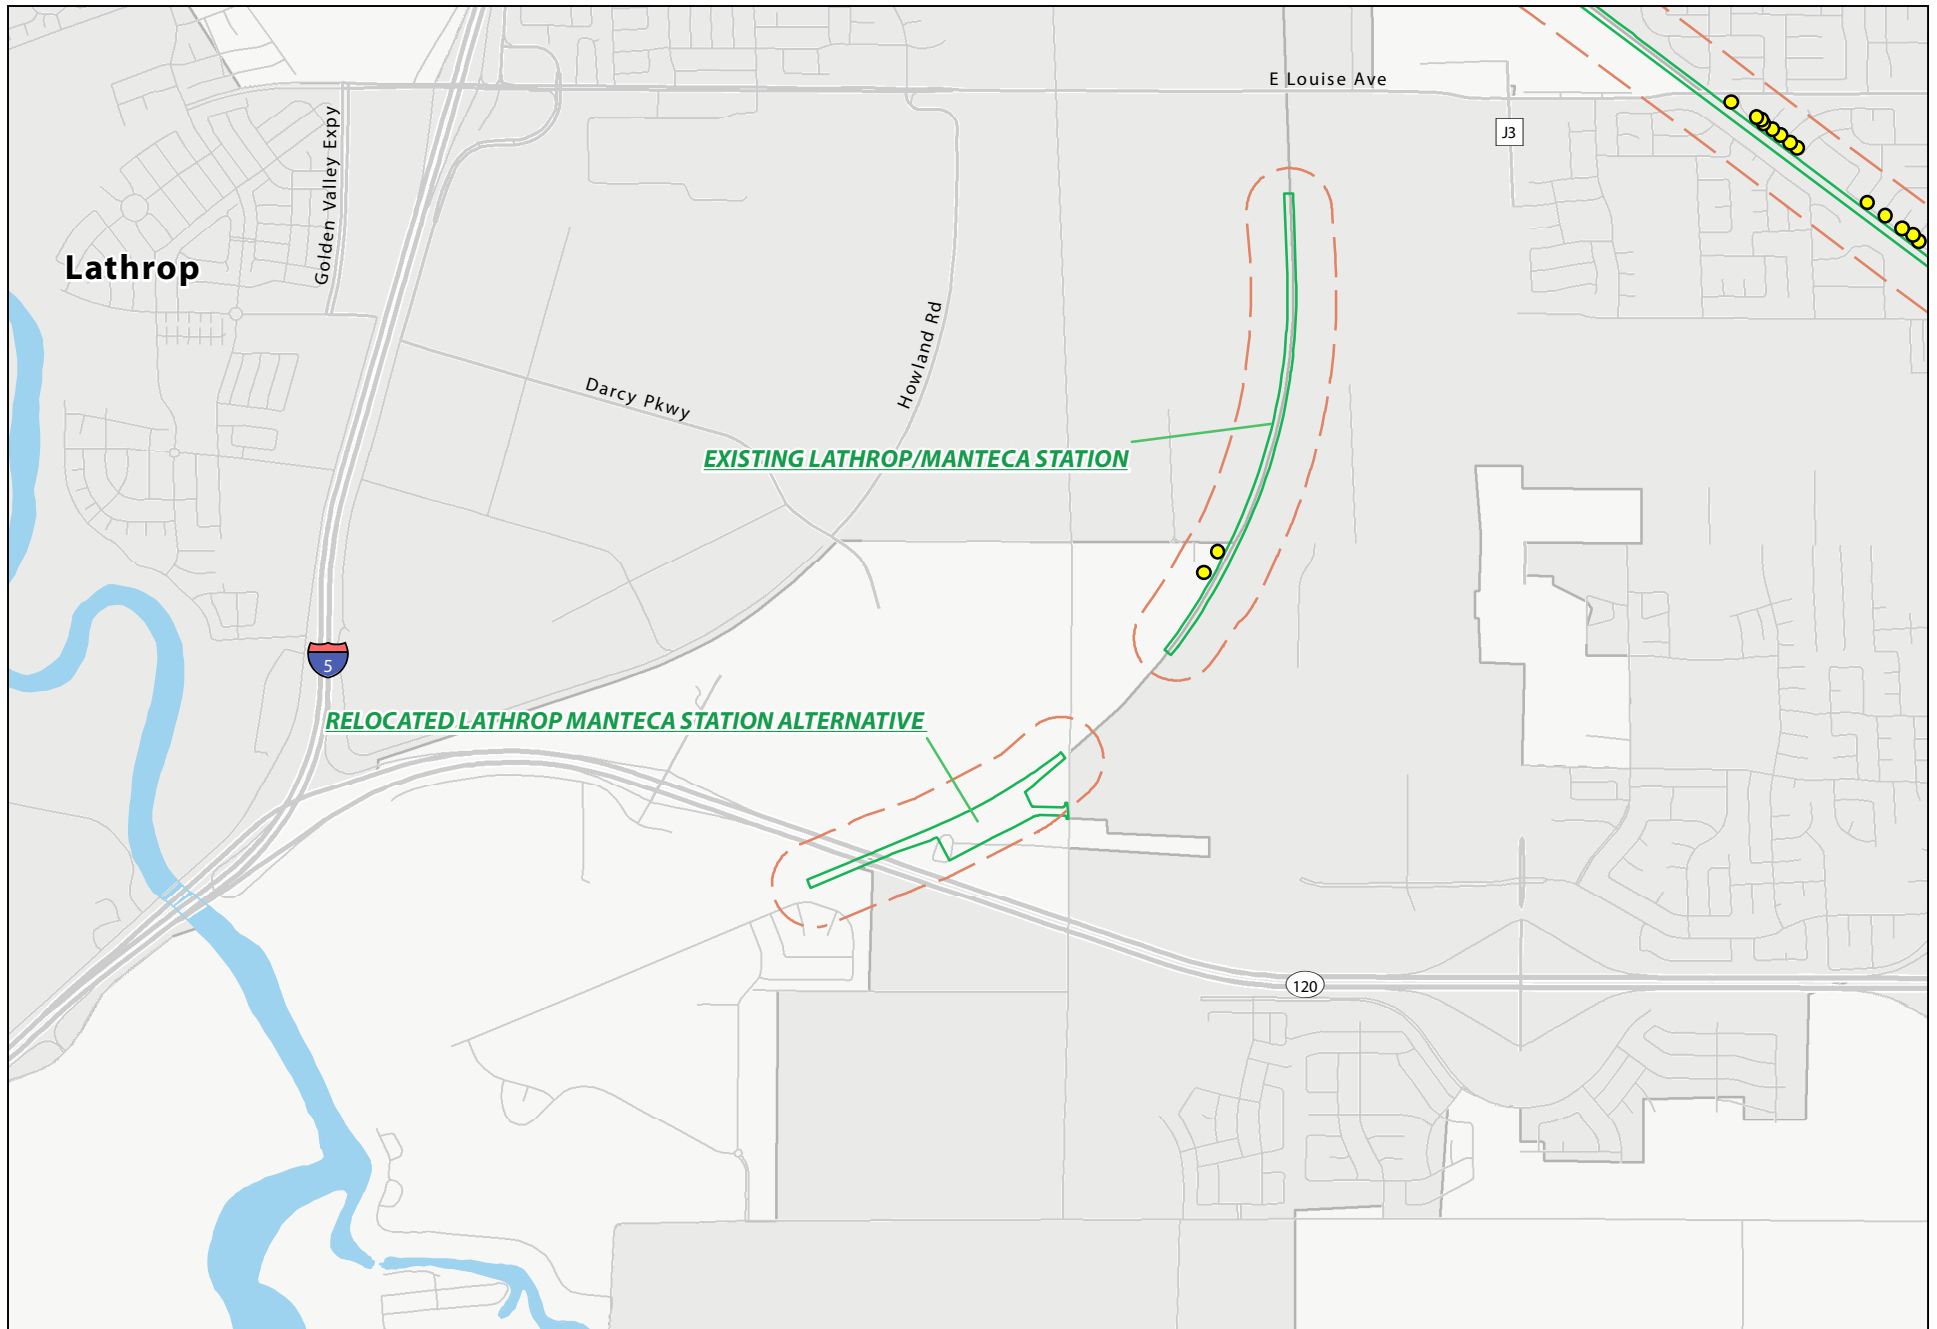 E Louise Ave
J3
Golden Valley Expy
Lathrop
Howland Rd
Darcy Pkwy
EXISTING LATHROP/MANTECA STATION
5
RELOCATED LATHROP MANTECA STATION ALTERNATIVE
120